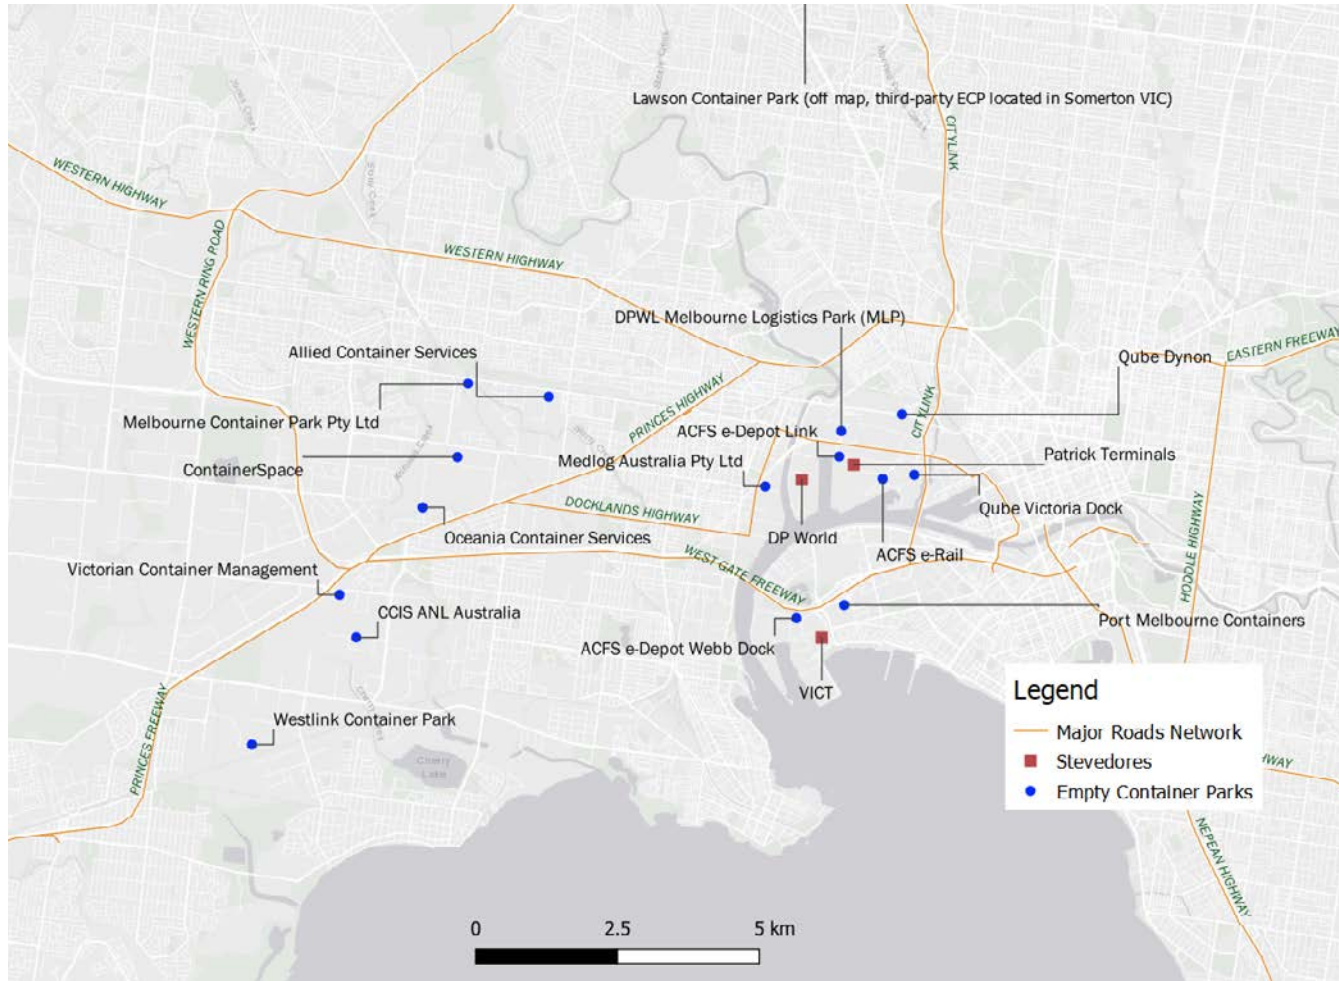 Lawson Container Park (off map, third-party ECP located in Somerton VIC)
CITYLINK
WESTERN HIGHWAY
WESTERN RING ROAD
WESTERN HIGHWAY
DPWL Melbourne Logistics Park (MLP)
EASTERN FREEWAY
Allied Container Services
Qube Dynon
PRINCES HIGHWAY
CITYLINK
Melbourne Container Park Pty Ltd
ACFS e-Depot Link
Patrick Terminals
Medlog Australia Pty Ltd
ContainerSpace
DOCKLANDS HIGHWAY
Qube Victoria Dock
Oceania Container Services
DP World
HODDLE HIGHWAY
ACFS e-Rail
WEST GATE FREEWAY
Victorian Container Management
CCIS ANL Australia
Port Melbourne Containers
ACFS e-Depot Webb Dock
VICT
Legend
Major Roads Network
Stevedores
Empty Container Parks
Westlink Container Park
PRINCES FREEWAY
Cherry
Lake
NEPEAN HIGHWAY
0 2.5 5 km